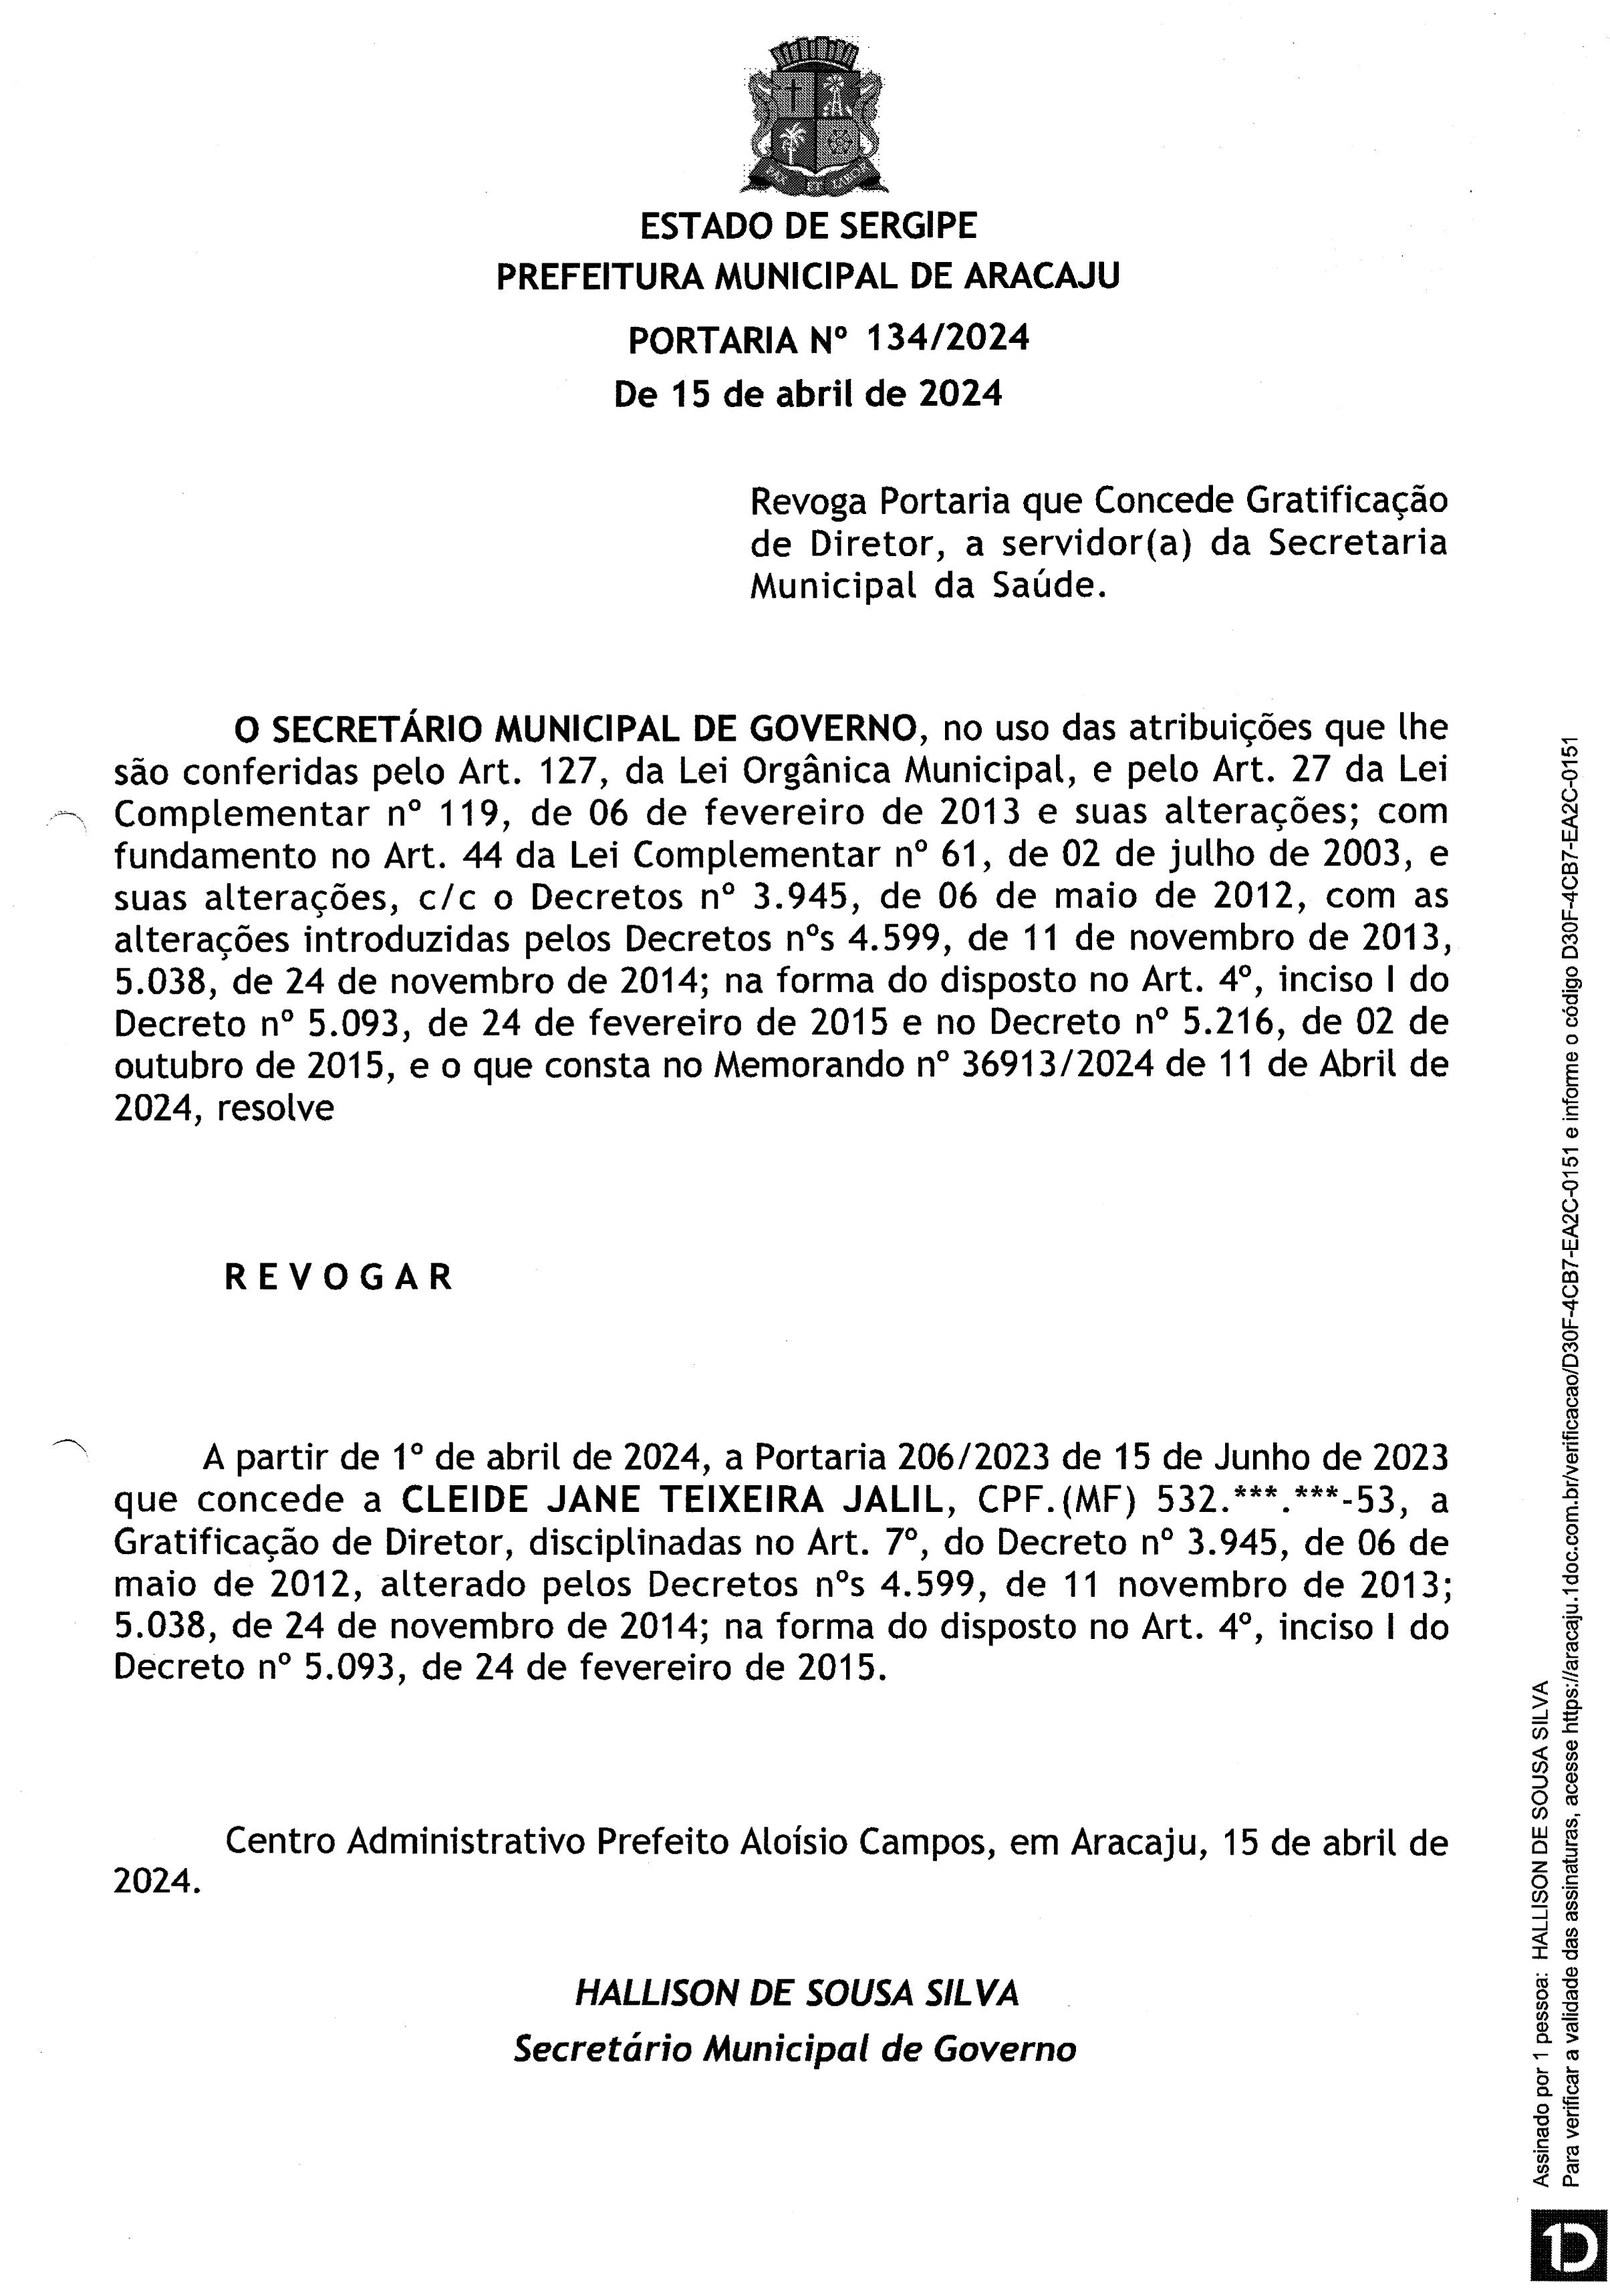 PAX ET LABOR
ESTADO DE SERGIPE
PREFEITURA MUNICIPAL DE ARACAJU
PORTARIA Nº 134/2024
De 15 de abril de 2024
Revoga Portaria que Concede Gratificação
de Diretor, a servidor(a) da Secretaria
Municipal da Saúde.
O SECRETÁRIO MUNICIPAL DE GOVERNO, no uso das atribuições que lhe
são conferidas pelo Art. 127, da Lei Orgânica Municipal, e pelo Art. 27 da Lei
Complementar nº 119, de 06 de fevereiro de 2013 e suas alterações; com
fundamento no Art. 44 da Lei Complementar nº 61, de 02 de julho de 2003, e
suas alterações, c/c o Decretos nº 3.945, de 06 de maio de 2012, com as
alterações introduzidas pelos Decretos nºs 4.599, de 11 de novembro de 2013,
5.038, de 24 de novembro de 2014; na forma do disposto no Art. 4º, inciso I do
Decreto nº 5.093, de 24 de fevereiro de 2015 e no Decreto nº 5.216, de 02 de
outubro de 2015, e o que consta no Memorando nº 36913/2024 de 11 de Abril de
2024, resolve
R E V O G A R
A partir de 1º de abril de 2024, a Portaria 206/2023 de 15 de Junho de 2023
que concede a CLEIDE JANE TEIXEIRA JALIL, CPF.(MF) 532.***.***-53, a
Gratificação de Diretor, disciplinadas no Art. 7º, do Decreto nº 3.945, de 06 de
maio de 2012, alterado pelos Decretos nºs 4.599, de 11 novembro de 2013;
5.038, de 24 de novembro de 2014; na forma do disposto no Art. 4º, inciso I do
Decreto nº 5.093, de 24 de fevereiro de 2015.
Centro Administrativo Prefeito Aloísio Campos, em Aracaju, 15 de abril de
2024.
HALLISON DE SOUSA SILVA
Secretário Municipal de Governo
Assinado por 1 pessoa: HALLISON DE SOUSA SILVA
Para verificar a validade das assinaturas, acesse https://aracaju.1doc.com.br/verificacao/D30F-4CB7-EA2C-0151 e informe o código D30F-4CB7-EA2C-0151
1D